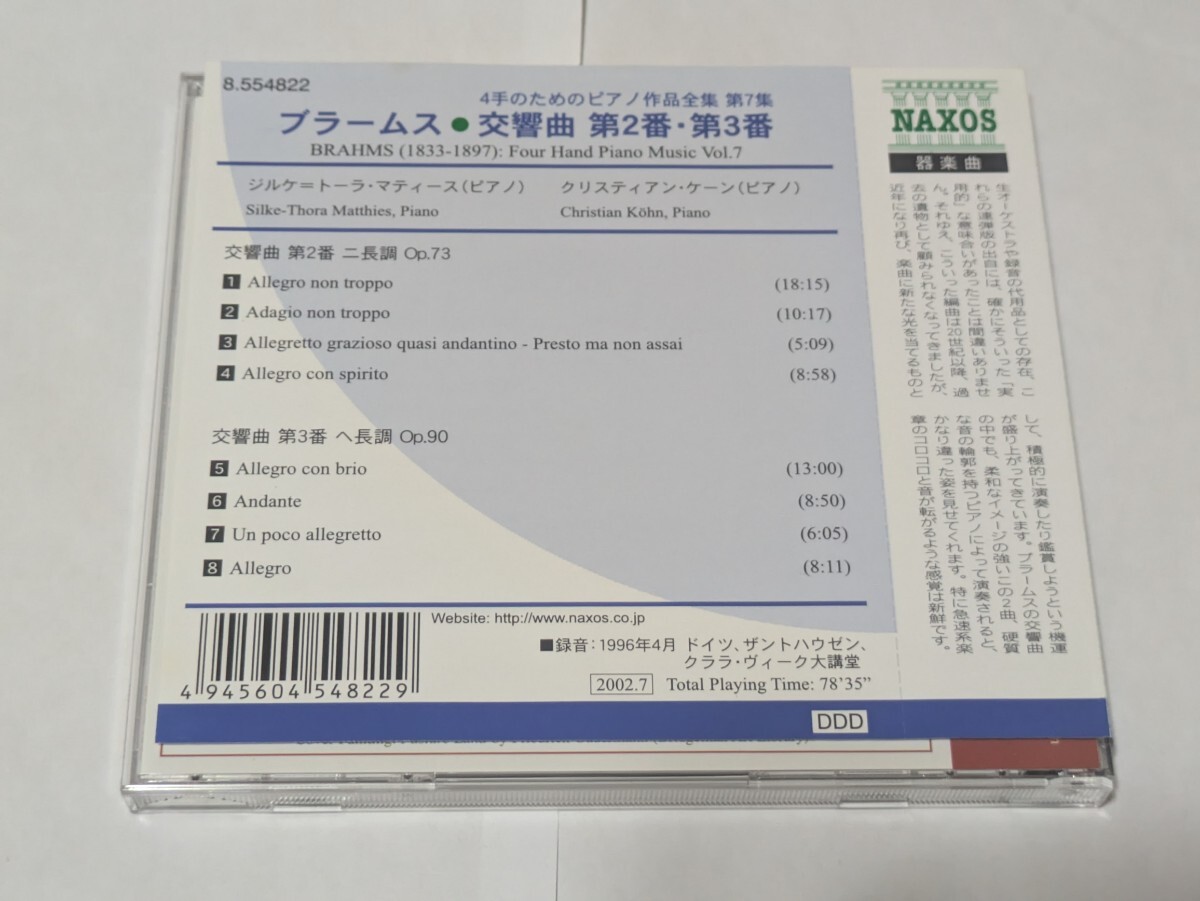 8.554822
4手のためのピアノ作品全集 第7集
ブラームス●交響曲 第2番・第3番
BRAHMS (1833-1897): Four Hand Piano Music Vol.7
ジルケ＝トーラ・マティース(ピアノ) クリスティアン・ケーン(ピアノ)
Silke-Thora Matthies, Piano Christian Köhn, Piano
交響曲 第2番 ニ長調 Op.73
1 Allegro non troppo (18:15)
2 Adagio non troppo (10:17)
3 Allegretto grazioso quasi andantino - Presto ma non assai (5:09)
4 Allegro con spirito (8:58)
交響曲 第3番 ヘ長調 Op.90
5 Allegro con brio (13:00)
6 Andante (8:50)
7 Un poco allegretto (6:05)
8 Allegro (8:11)
Website: http://www.naxos.co.jp
■録音：1996年4月 ドイツ、ザントハウゼン、
クララ・ヴィーク大講堂
2002.7 Total Playing Time: 78'35”
4 945604 548229
DDD
NAXOS
器楽曲
生オーケストラや録音の代用品としての存在、こ
れらの連弾版の出自には、確かにそういった「実
用的」な意味合いがあったことは間違いありませ
ん。それゆえ、こういった編曲は20世紀以降、過
去の遺物として顧みられなくなってきましたが、
近年になり再び、楽曲に新たな光を当てるものと
して、積極的に演奏したり鑑賞しようという機運
が盛り上がってきています。ブラームスの交響曲
の中でも、柔和なイメージの強いこの2曲、硬質
な音の輪郭を持つピアノによって演奏されると、
かなり違った姿を見せてくれます。特に急速系楽
章のコロコロと音が転がるような感覚は新鮮です。